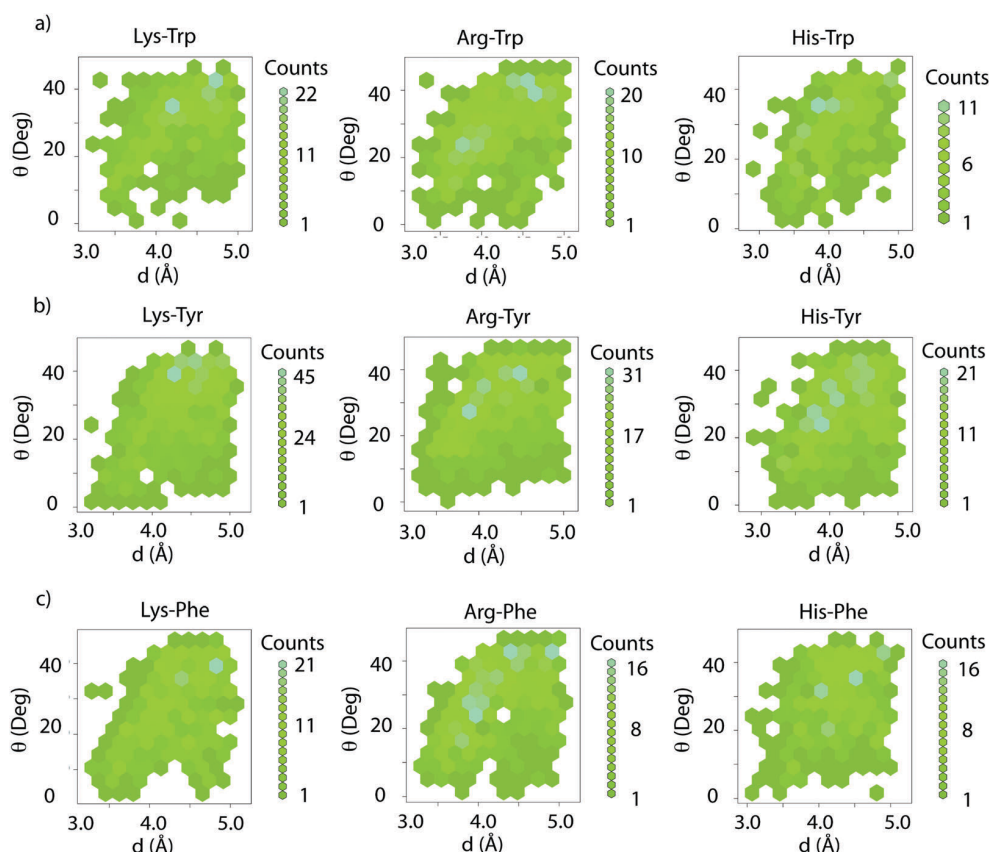 a)
Lys-Trp
Arg-Trp
His-Trp
θ (Deg)
40
20
0
3.0
4.0
5.0
d (Å)
Counts
22
11
1
θ (Deg)
40
20
0
3.0
4.0
5.0
d (Å)
Counts
20
10
1
θ (Deg)
40
20
0
3.0
4.0
5.0
d (Å)
Counts
11
6
1
b)
Lys-Tyr
Arg-Tyr
His-Tyr
θ (Deg)
40
20
0
3.0
4.0
5.0
d (Å)
Counts
45
24
1
θ (Deg)
40
20
0
3.0
4.0
5.0
d (Å)
Counts
31
17
1
θ (Deg)
40
20
0
3.0
4.0
5.0
d (Å)
Counts
21
11
1
c)
Lys-Phe
Arg-Phe
His-Phe
θ (Deg)
40
20
0
3.0
4.0
5.0
d (Å)
Counts
21
11
1
θ (Deg)
40
20
0
3.0
4.0
5.0
d (Å)
Counts
16
8
1
θ (Deg)
40
20
0
3.0
4.0
5.0
d (Å)
Counts
16
8
1